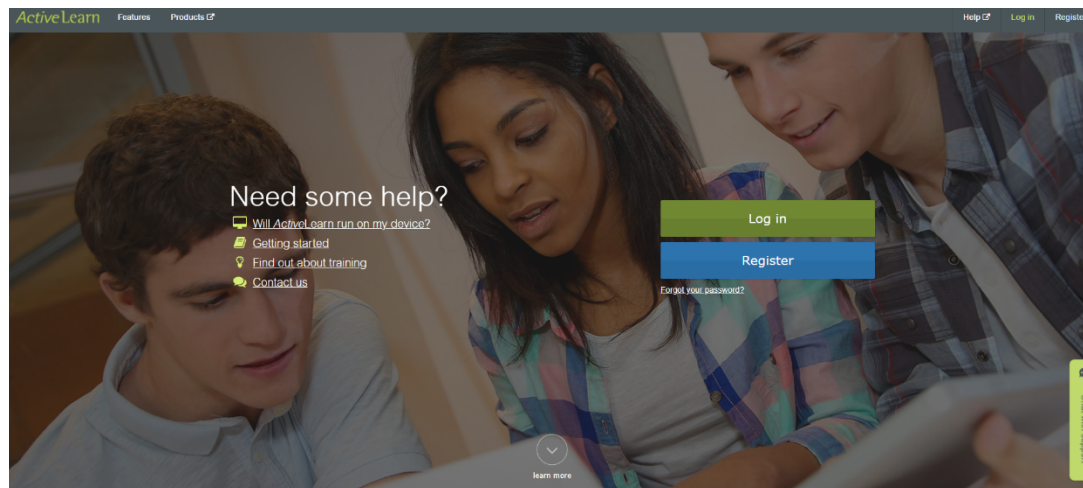 ActiveLearn Features Products Help Log in Register
Need some help?
Will ActiveLearn run on my device?
Getting started
Find out about training
Contact us
Log in
Register
Forgot your password?
learn more